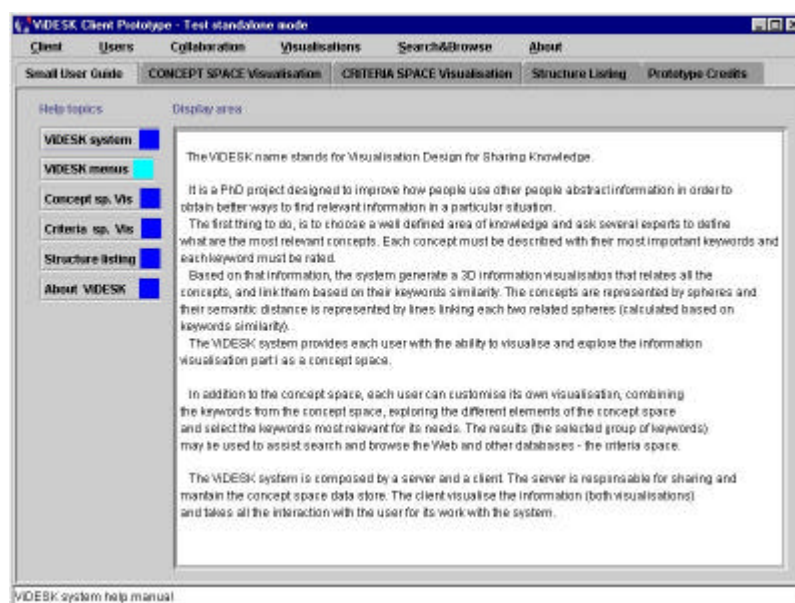 ViDESK Client Prototype - Test standalone mode
Client Users Collaboration Visualisations Search&Browse About
Small User Guide CONCEPT SPACE Visualisation CRITERIA SPACE Visualisation Structure Listing Prototype Credits
Help topics Display area
ViDESK system
ViDESK menus
Concept sp. Vis
Criteria sp. Vis
Structure listing
About ViDESK
The ViDESK name stands for Visualisation Design for Sharing Knowledge.
It is a PhD project designed to improve how people use other people abstract information in order to
obtain better ways to find relevant information in a particular situation.
The first thing to do, is to choose a well defined area of knowledge and ask several experts to define
what are the most relevant concepts. Each concept must be described with their most important keywords and
each keyword must be rated.
Based on that information, the system generate a 3D information visualisation that relates all the
concepts, and link them based on their keywords similarity. The concepts are represented by spheres and
their semantic distance is represented by lines linking each two related spheres (calculated based on
keywords similarity).
The ViDESK system provides each user with the ability to visualise and explore the information
visualisation part i as a concept space.
In addition to the concept space, each user can customise its own visualisation, combining
the keywords from the concept space, exploring the different elements of the concept space
and select the keywords most relevant for its needs. The results (the selected group of keywords)
may be used to assist search and browse the Web and other databases - the criteria space.
The ViDESK system is composed by a server and a client. The server is responsable for sharing and
mantain the concept space data store. The client visualise the information (both visualisations)
and takes all the interaction with the user for its work with the system.
ViDESK system help manual